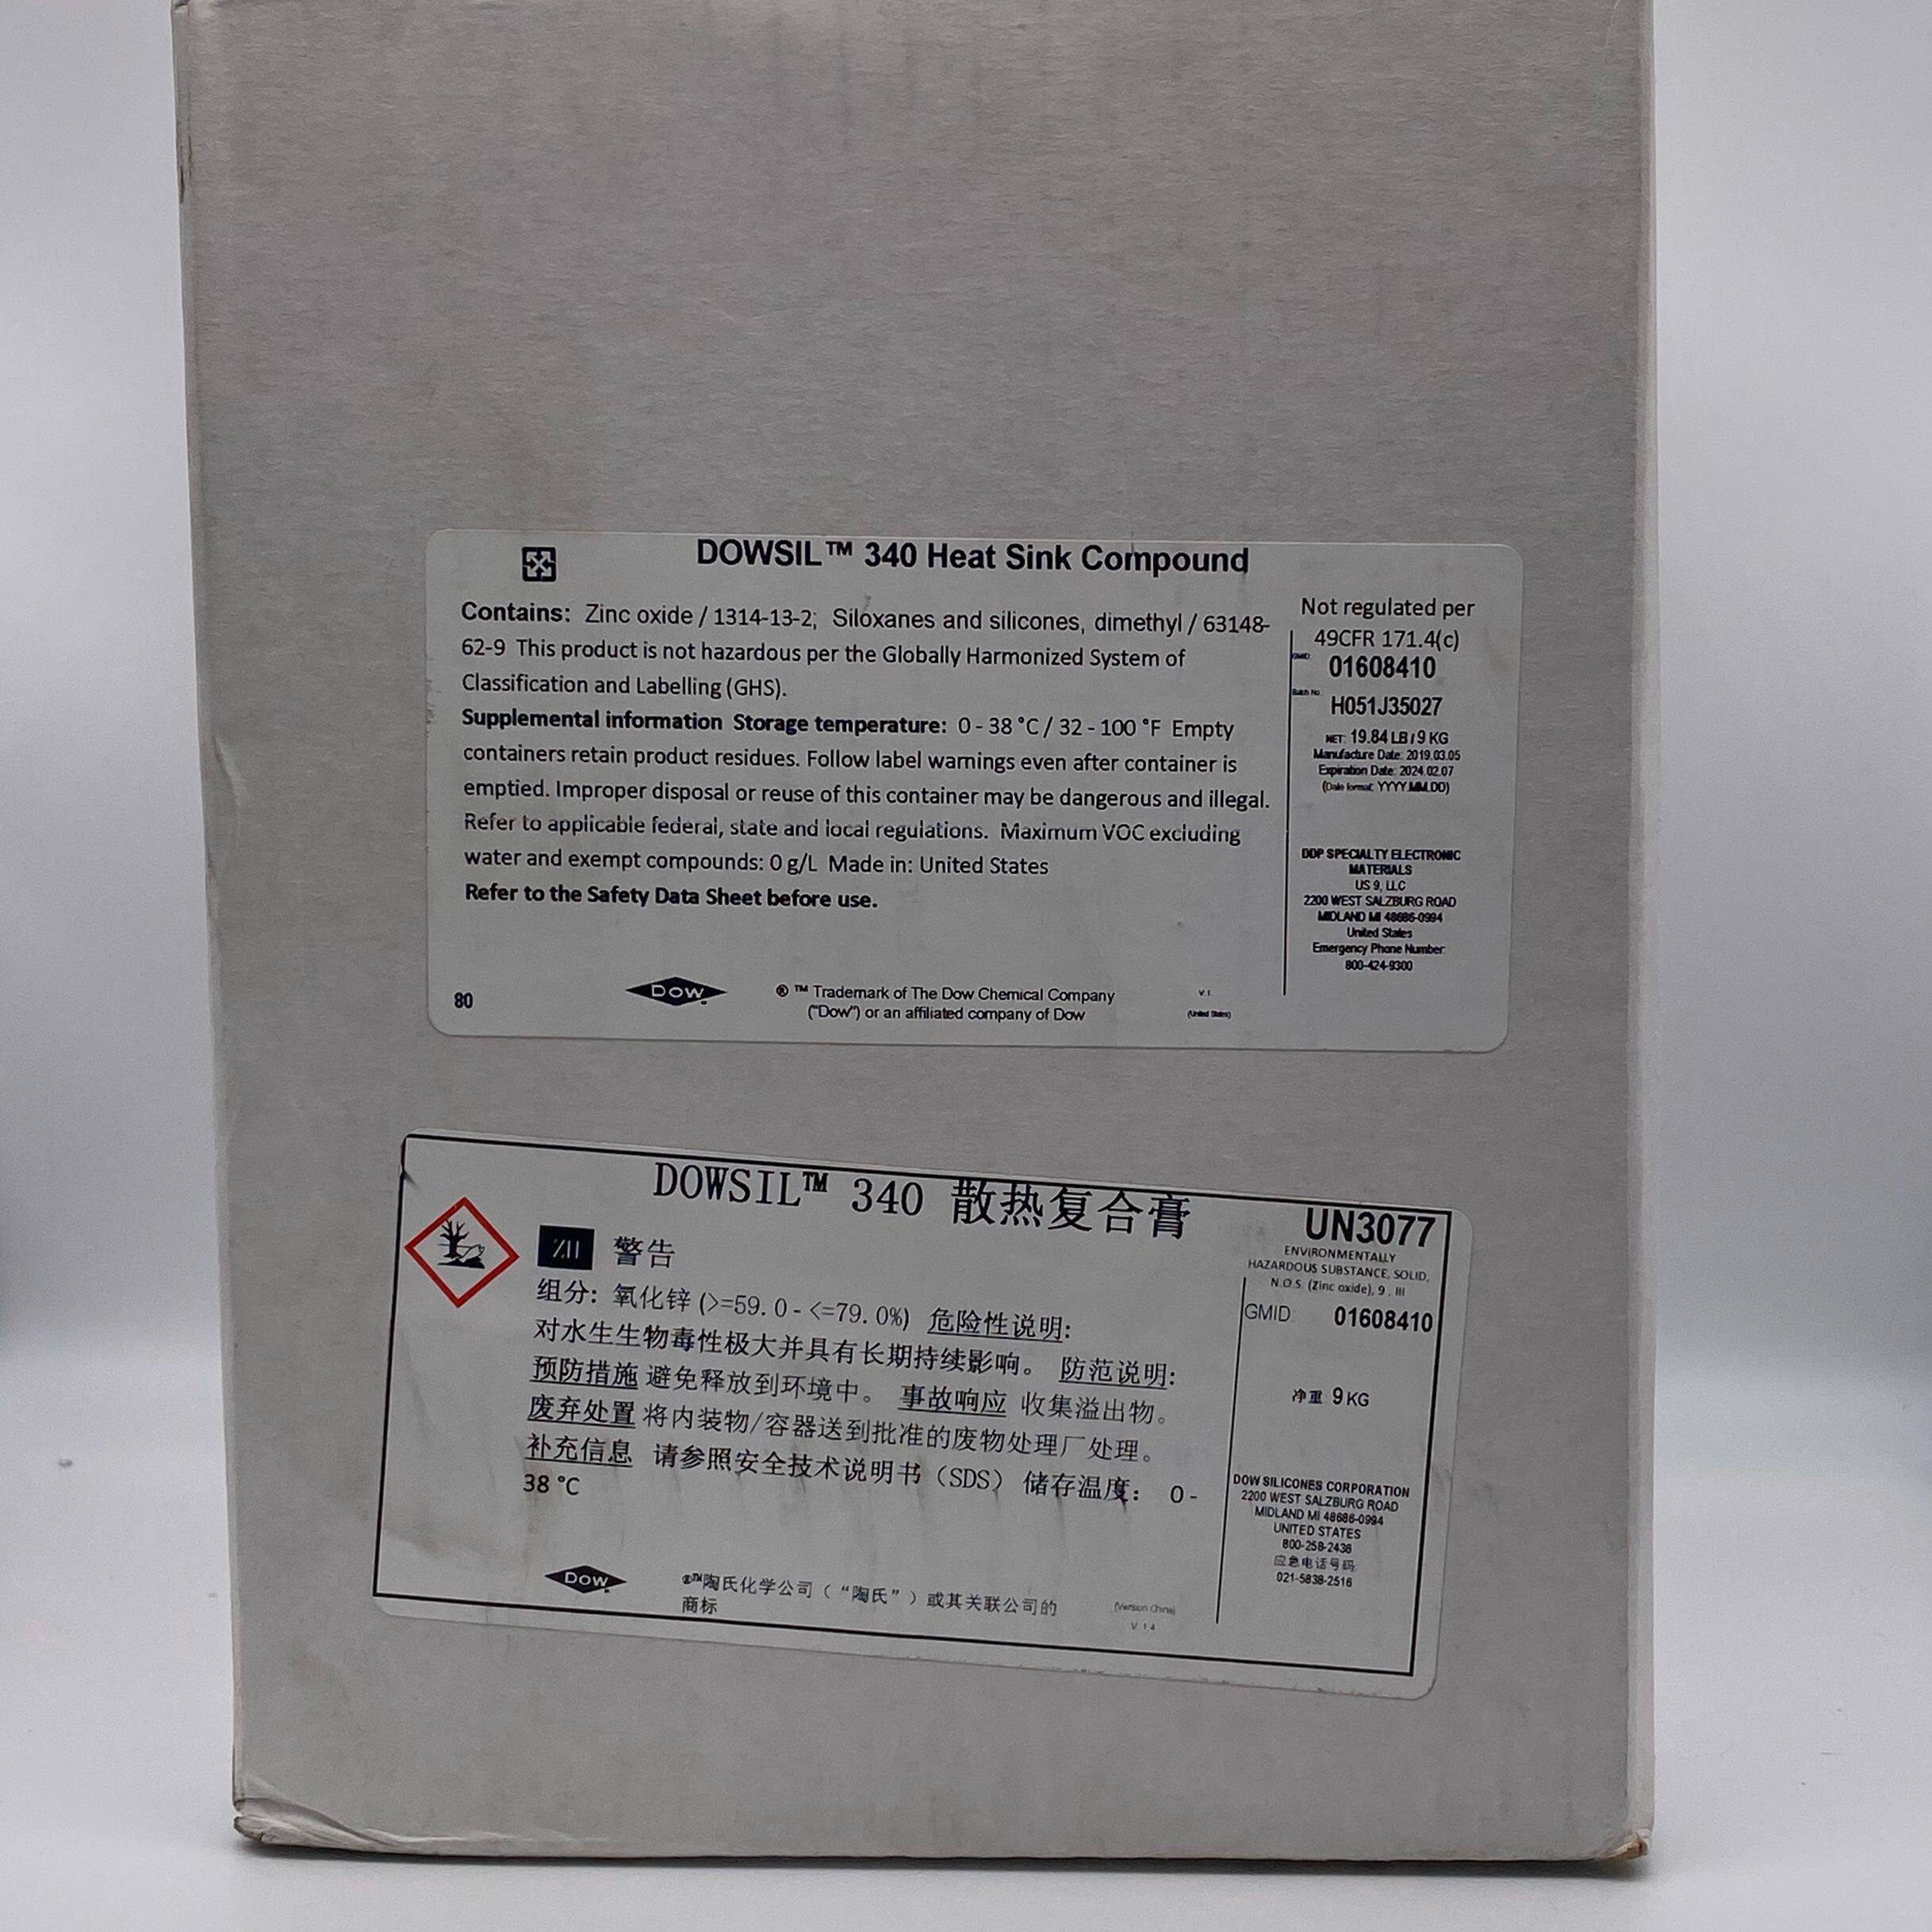 DOWSIL™ 340 Heat Sink Compound
Contains: Zinc oxide / 1314-13-2; Siloxanes and silicones, dimethyl / 63148-
62-9 This product is not hazardous per the Globally Harmonized System of
Classification and Labelling (GHS).
Supplemental information Storage temperature: 0 - 38 °C / 32 - 100 °F Empty
containers retain product residues. Follow label warnings even after container is
emptied. Improper disposal or reuse of this container may be dangerous and illegal.
Refer to applicable federal, state and local regulations. Maximum VOC excluding
water and exempt compounds: 0 g/L Made in: United States
Refer to the Safety Data Sheet before use.
80
DOW
® ™ Trademark of The Dow Chemical Company
("Dow") or an affiliated company of Dow
(United States)
Not regulated per
49CFR 171.4(c)
GMID:
01608410
Batch No.
H051J35027
NET: 19.84 LB / 9 KG
Manufacture Date: 2019.03.05
Expiration Date: 2024.02.07
(Date format: YYYY.MM.DD)
DDP SPECIALTY ELECTRONIC
MATERIALS
US 9, LLC
2200 WEST SALZBURG ROAD
MIDLAND MI 48686-0994
United States
Emergency Phone Number:
800-424-9300
DOWSIL™ 340 散热复合膏
警告
组分: 氧化锌 (>=59.0 - <=79.0%) 危险性说明:
对水生生物毒性极大并具有长期持续影响。 防范说明:
预防措施 避免释放到环境中。 事故响应 收集溢出物。
废弃处置 将内装物/容器送到批准的废物处理厂处理。
补充信息 请参照安全技术说明书（SDS） 储存温度： 0 -
38 °C
DOW
®™陶氏化学公司（“陶氏”）或其关联公司的
商标
(Version China)
V 1.4
UN3077
ENVIRONMENTALLY
HAZARDOUS SUBSTANCE, SOLID,
N.O.S. (Zinc oxide), 9 , III
GMID: 01608410
净重 9 KG
DOW SILICONES CORPORATION
2200 WEST SALZBURG ROAD
MIDLAND MI 48686-0994
UNITED STATES
800-258-2436
应急电话号码:
021-5838-2516